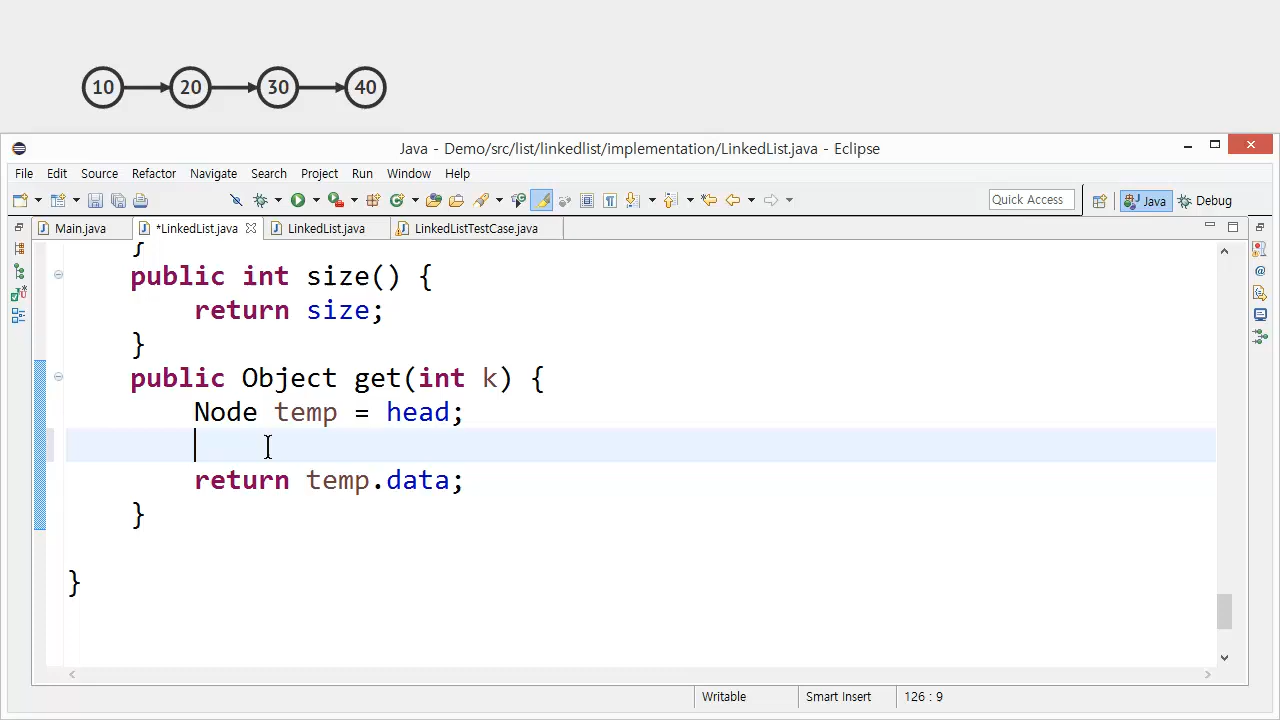 10 20 30 40
Java - Demo/src/list/linkedlist/implementation/LinkedList.java - Eclipse
File Edit Source Refactor Navigate Search Project Run Window Help
Quick Access Java Debug
Main.java *LinkedList.java LinkedList.java LinkedListTestCase.java
}
public int size() {
return size;
}
public Object get(int k) {
Node temp = head;
return temp.data;
}
}
Writable Smart Insert 126 : 9